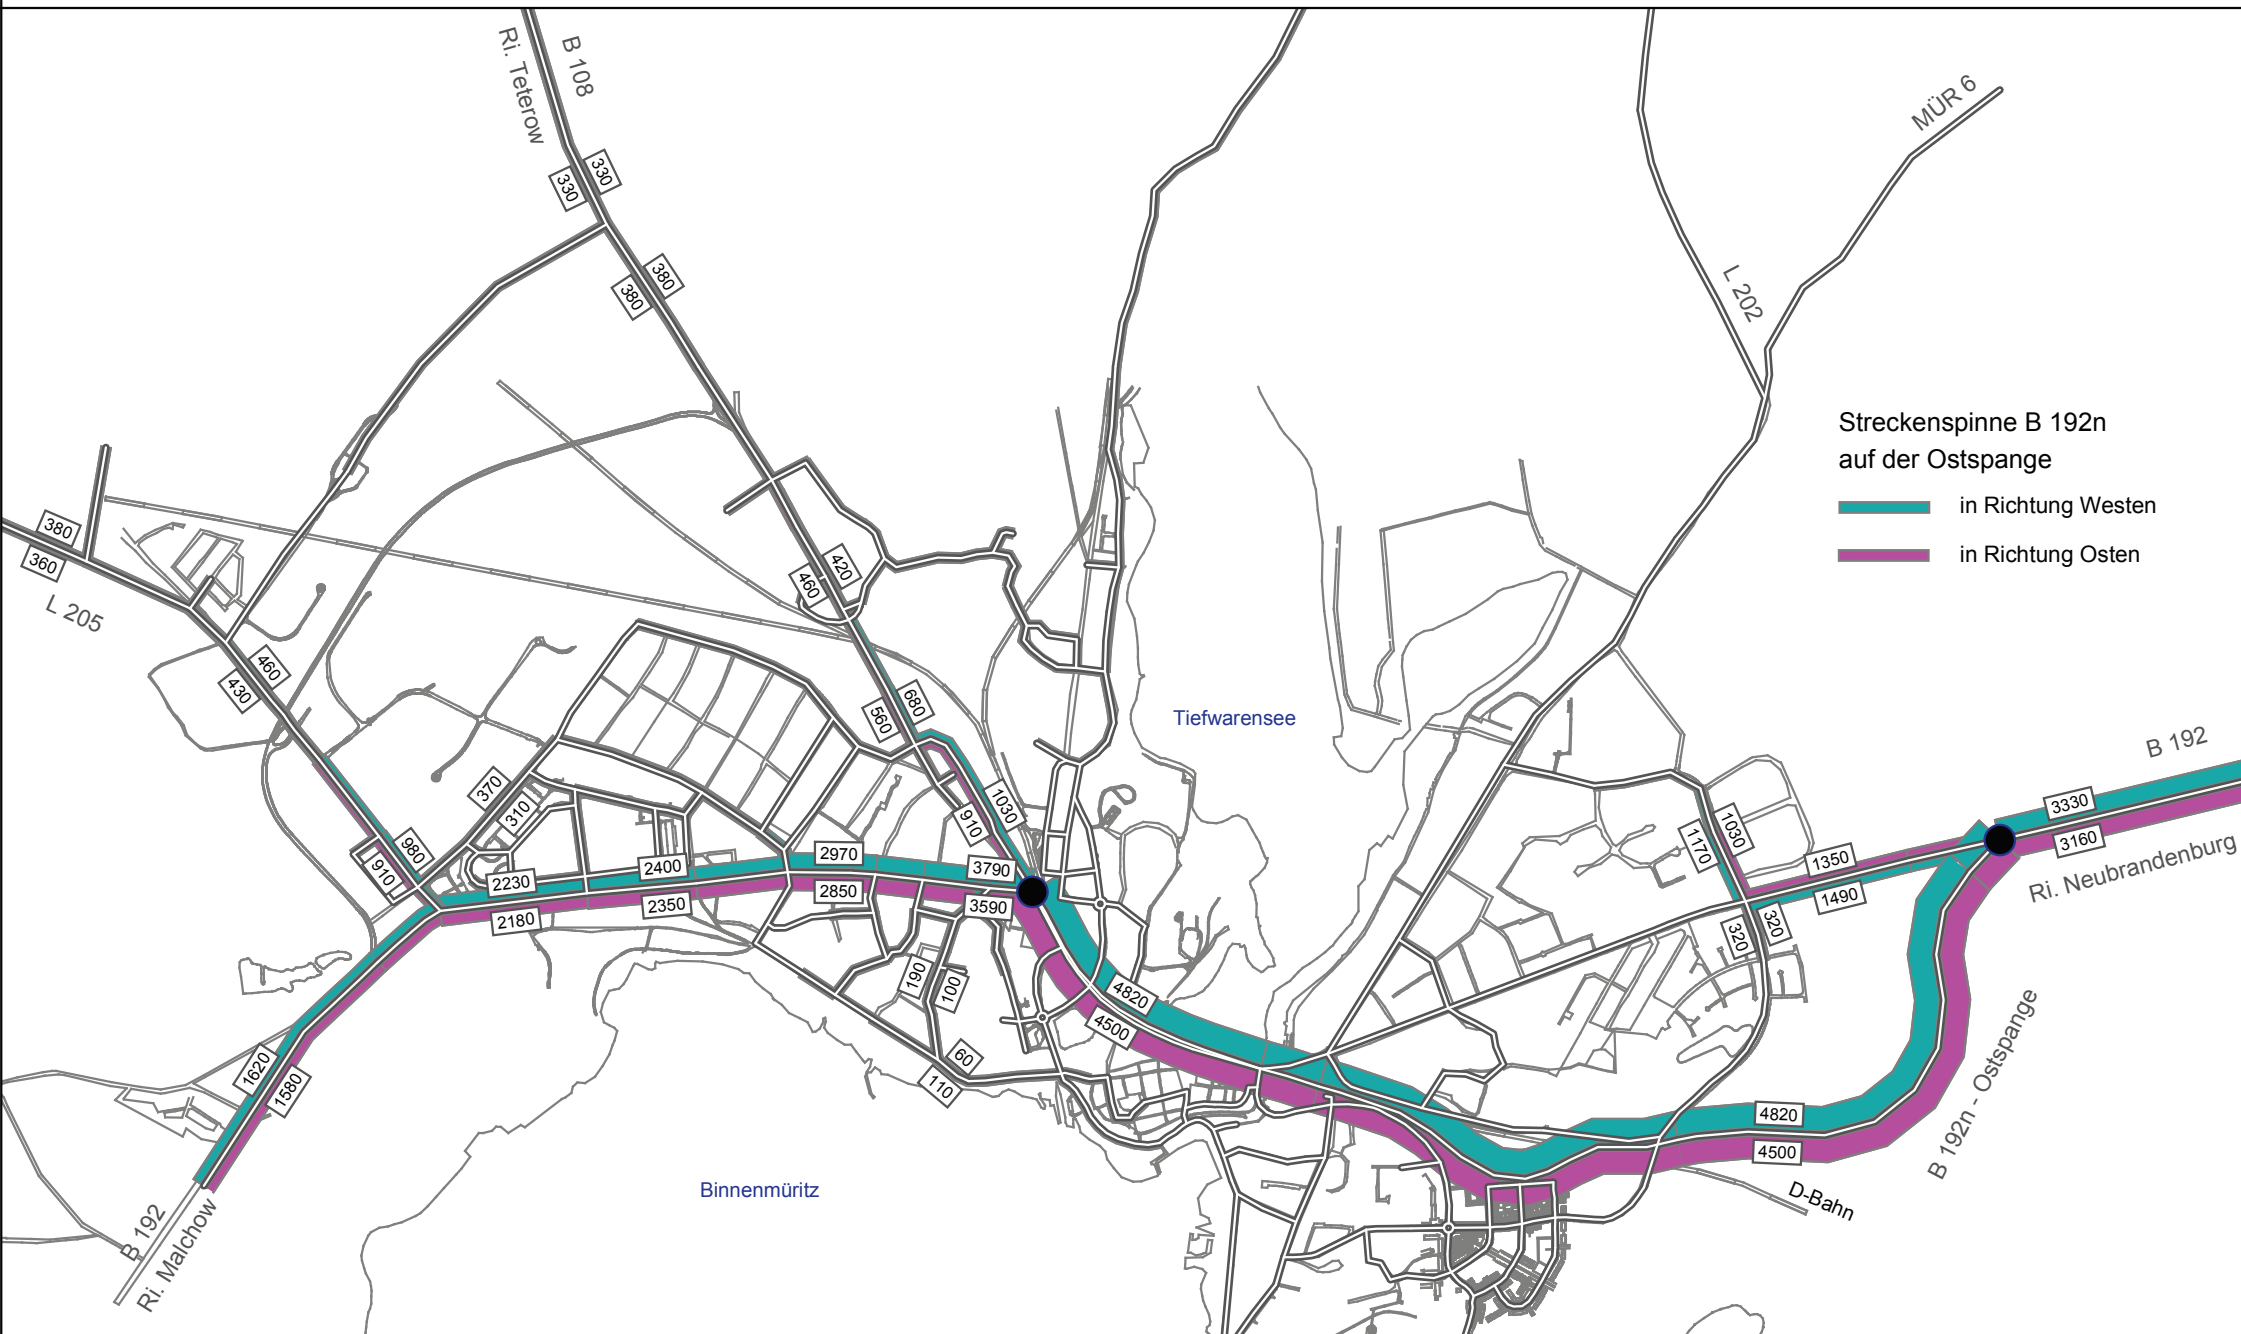 B 108
Ri. Teterow
330
330
380
380
MÜR 6
L 202
Streckenspinne B 192n
auf der Ostspange
in Richtung Westen
in Richtung Osten
380
360
L 205
420
460
460
430
680
560
Tiefwarensee
B 192
370
310
1030
910
980
910
2230
2400
2970
3790
2180
2350
2850
3590
1030
1170
1350
1490
3330
3160
Ri. Neubrandenburg
320
320
190
100
4820
4500
60
110
1620
1580
4820
4500
B 192n - Ostspange
D-Bahn
Binnenmüritz
B 192
Ri. Malchow